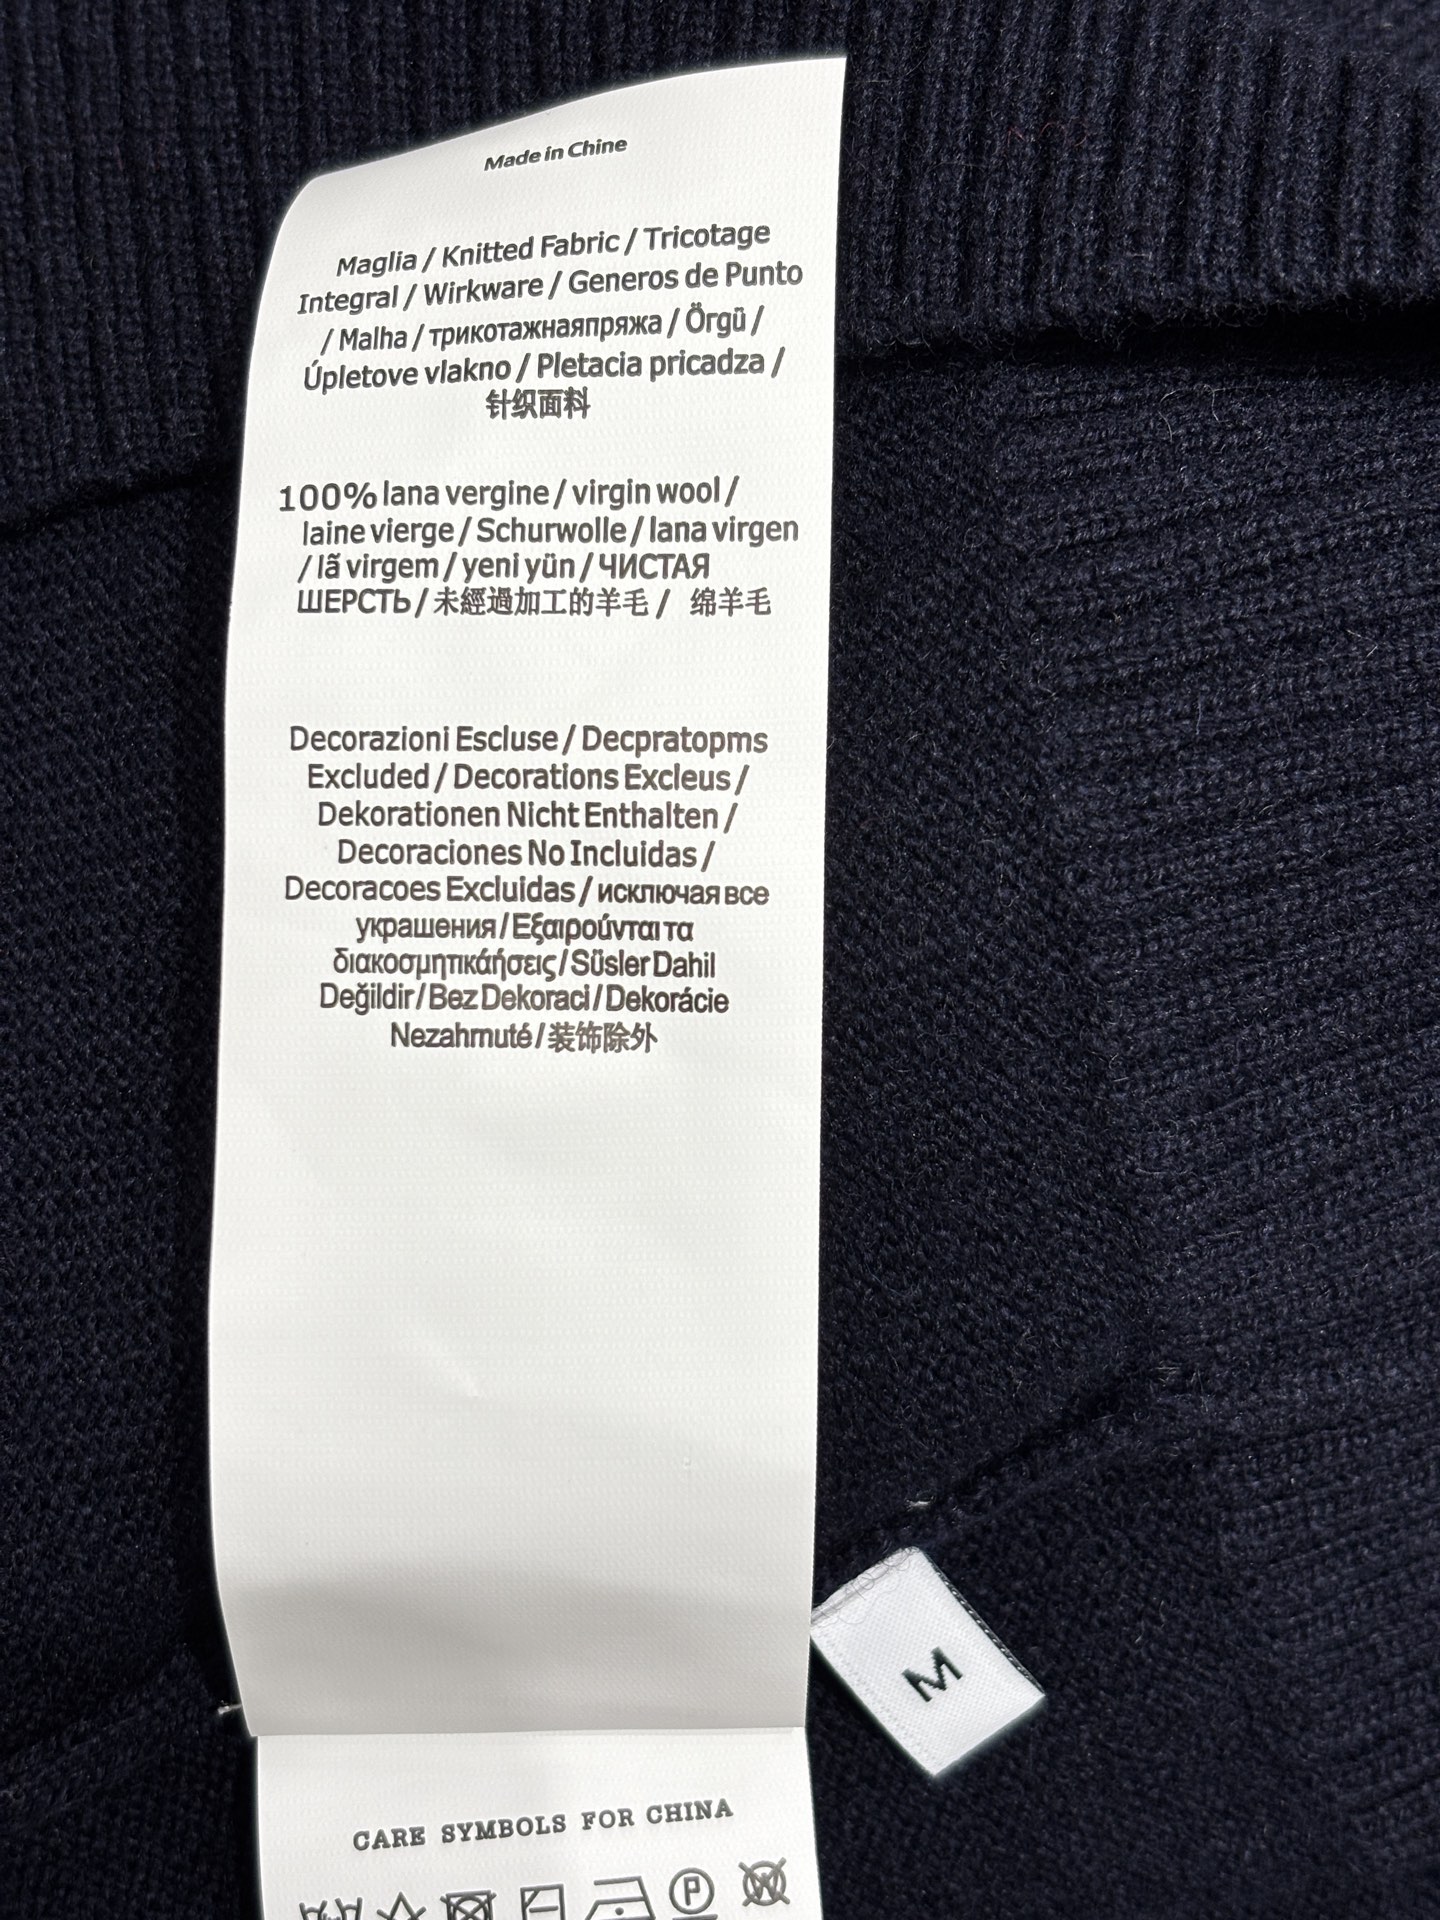 Made in Chine
Maglia / Knitted Fabric / Tricotage
Integral / Wirkware / Generos de Punto
/ Malha / трикотажнаяпряжа / Örgü /
Úpletove vlakno / Pletacia pricadza /
针织面料
100% lana vergine / virgin wool /
laine vierge / Schurwolle / lana virgen
/ lã virgem / yeni yün / ЧИСТАЯ
ШЕРСТЬ / 未經過加工的羊毛 / 绵羊毛
Decorazioni Escluse / Decpratopms
Excluded / Decorations Excleus /
Dekorationen Nicht Enthalten /
Decoraciones No Incluidas /
Decoracoes Excluidas / исключая все
украшения / Εξαιρούνται τα
διακοσμητικάήσεις / Süsler Dahil
Değildir / Bez Dekoraci / Dekorácie
Nezahmuté / 装饰除外
M
CARE SYMBOLS FOR CHINA
P
W